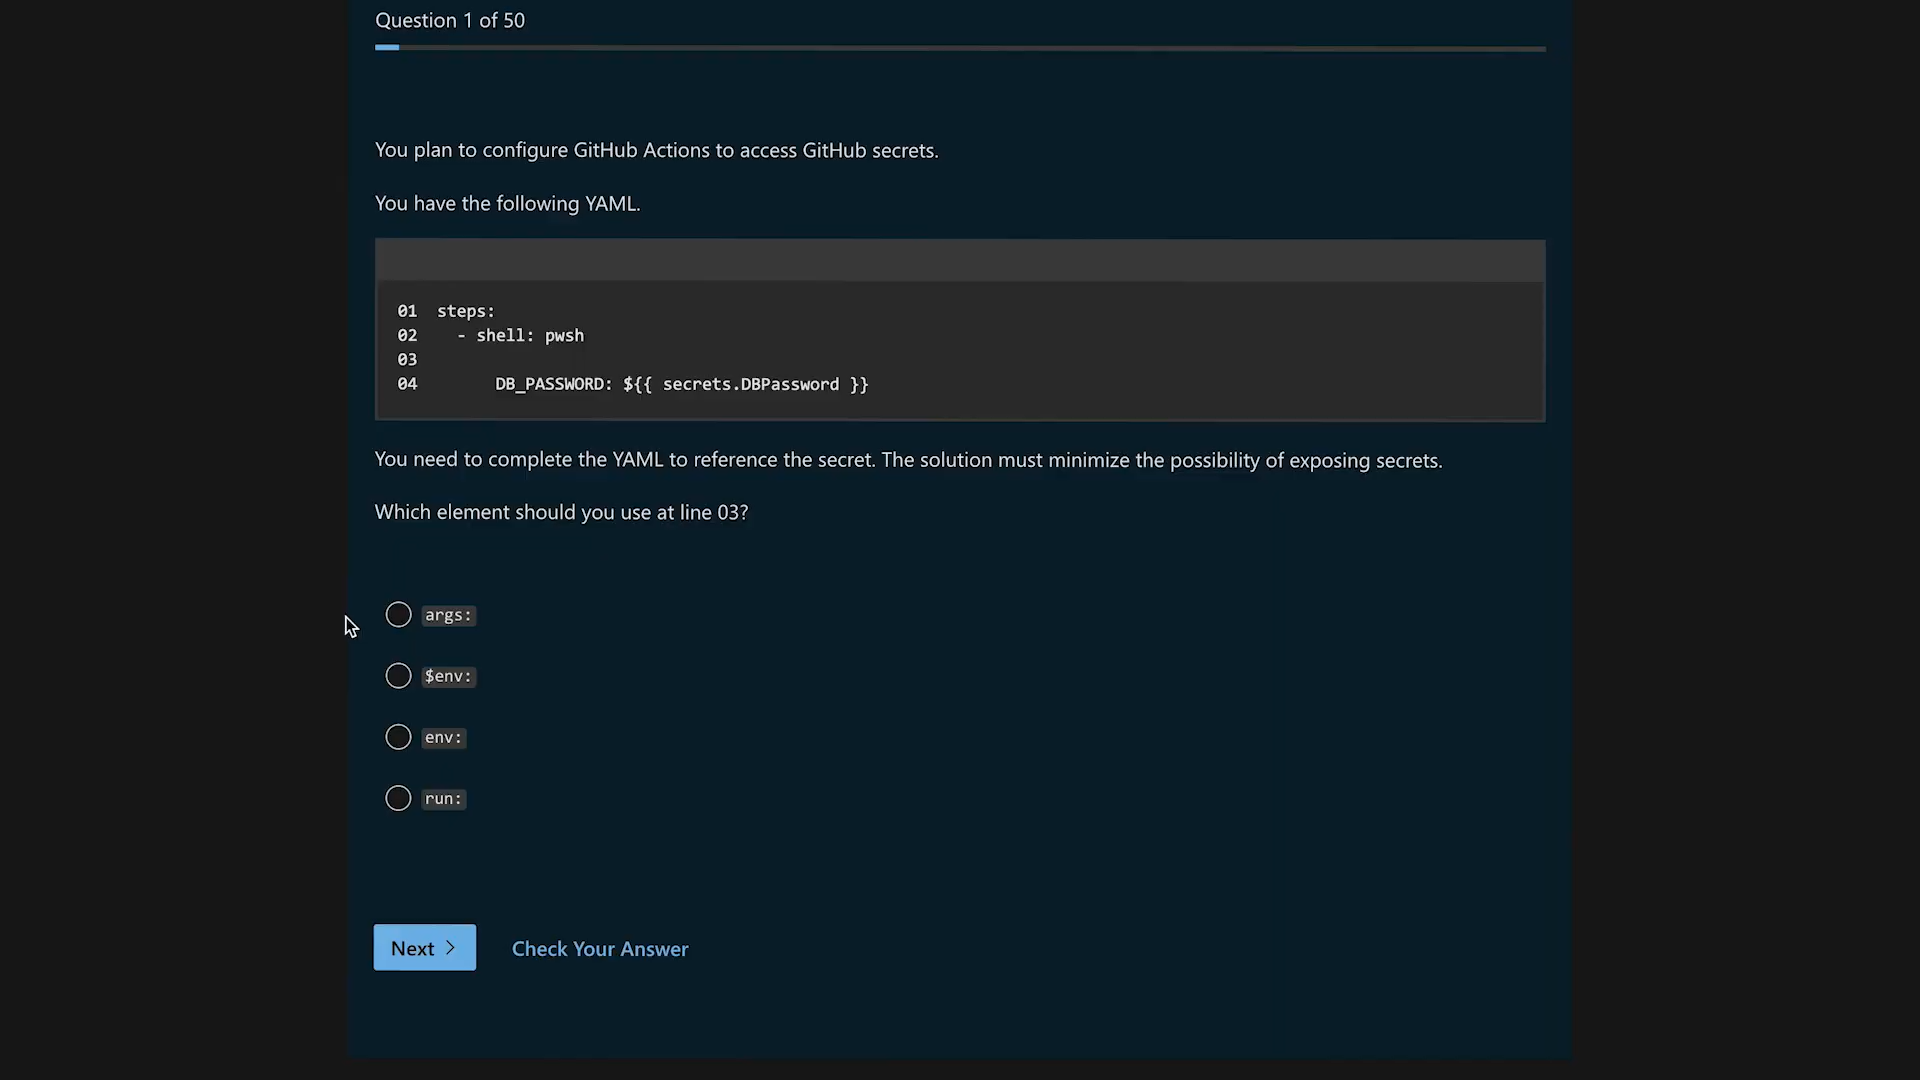 Question 1 of 50
You plan to configure GitHub Actions to access GitHub secrets.
You have the following YAML.
01 steps:
02 - shell: pwsh
03
04 DB_PASSWORD: ${{ secrets.DBPassword }}
You need to complete the YAML to reference the secret. The solution must minimize the possibility of exposing secrets.
Which element should you use at line 03?
args:
$env:
env:
run:
Next >
Check Your Answer